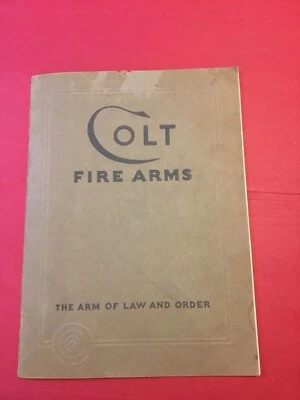 COLT
FIRE ARMS
THE ARM OF LAW AND ORDER